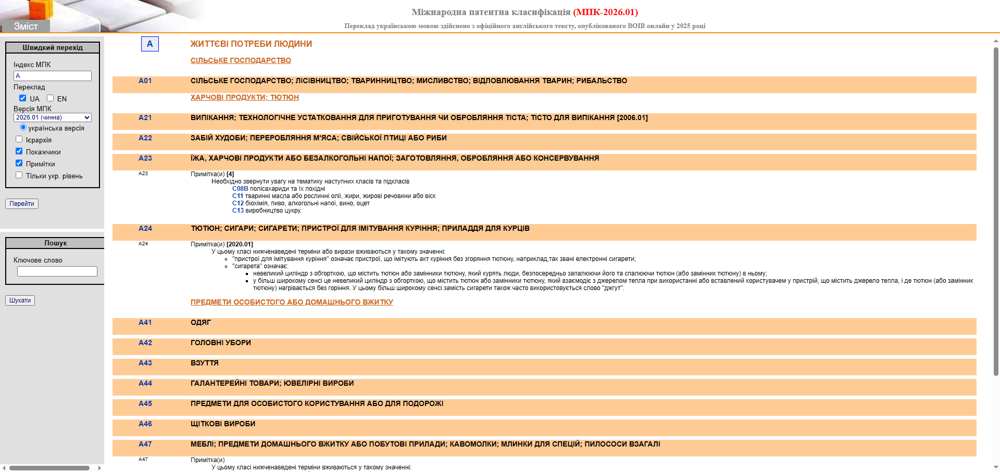 Міжнародна патентна класифікація (МПК-2026.01)
Зміст
Переклад українською мовою здійснено з офіційного англійського тексту, опублікованого ВОІВ онлайн у 2025 році
Швидкий перехід
Індекс МПК
A
Переклад
UA EN
Версія МПК
2026.01 (чинна)
українська версія
Ієрархія
Покажчики
Примітки
Тільки укр. рівень
Перейти
Пошук
Ключове слово
Шукати
A ЖИТТЄВІ ПОТРЕБИ ЛЮДИНИ
СІЛЬСЬКЕ ГОСПОДАРСТВО
A01 СІЛЬСЬКЕ ГОСПОДАРСТВО; ЛІСІВНИЦТВО; ТВАРИННИЦТВО; МИСЛИВСТВО; ВІДЛОВЛЮВАННЯ ТВАРИН; РИБАЛЬСТВО
ХАРЧОВІ ПРОДУКТИ; ТЮТЮН
A21 ВИПІКАННЯ; ТЕХНОЛОГІЧНЕ УСТАТКОВАННЯ ДЛЯ ПРИГОТУВАННЯ ЧИ ОБРОБЛЯННЯ ТІСТА; ТІСТО ДЛЯ ВИПІКАННЯ [2006.01]
A22 ЗАБІЙ ХУДОБИ; ПЕРЕРОБЛЯННЯ М'ЯСА; СВІЙСЬКОЇ ПТИЦІ АБО РИБИ
A23 ЇЖА, ХАРЧОВІ ПРОДУКТИ АБО БЕЗАЛКОГОЛЬНІ НАПОЇ; ЗАГОТОВЛЯННЯ, ОБРОБЛЯННЯ АБО КОНСЕРВУВАННЯ
A23 Примітка(и) [4]
Необхідно звернути увагу на тематику наступних класів та підкласів
C08B полісахариди та їх похідні
C11 тваринні масла або рослинні олії, жири, жирові речовини або віск
C12 біохімія, пиво, алкогольні напої, вино, оцет
C13 виробництво цукру.
A24 ТЮТЮН; СИГАРИ; СИГАРЕТИ; ПРИСТРОЇ ДЛЯ ІМІТУВАННЯ КУРІННЯ; ПРИЛАДДЯ ДЛЯ КУРЦІВ
A24 Примітка(и) [2020.01]
У цьому класі нижченаведені терміни або вирази вживаються у такому значенні:
"пристрої для імітування куріння" означає пристрої, що імітують акт куріння без згоряння тютюну, наприклад,так звані електронні сигарети;
"сигарета" означає:
невеликий циліндр з обгорткою, що містить тютюн або замінники тютюну, який курять люди, безпосередньо запалюючи його та спалюючи тютюн (або замінник тютюну) в ньому;
у більш широкому сенсі це невеликий циліндр з обгорткою, що містить тютюн або замінники тютюну, який взаємодіє з джерелом тепла при використанні або вставлений користувачем у пристрій, що містить джерело тепла, і де тютюн (або замінник
тютюну) нагрівається без горіння. У цьому більш широкому сенсі замість сигарети також часто використовується слово "джгут".
ПРЕДМЕТИ ОСОБИСТОГО АБО ДОМАШНЬОГО ВЖИТКУ
A41 ОДЯГ
A42 ГОЛОВНІ УБОРИ
A43 ВЗУТТЯ
A44 ГАЛАНТЕРЕЙНІ ТОВАРИ; ЮВЕЛІРНІ ВИРОБИ
A45 ПРЕДМЕТИ ДЛЯ ОСОБИСТОГО КОРИСТУВАННЯ АБО ДЛЯ ПОДОРОЖІ
A46 ЩІТКОВІ ВИРОБИ
A47 МЕБЛІ; ПРЕДМЕТИ ДОМАШНЬОГО ВЖИТКУ АБО ПОБУТОВІ ПРИЛАДИ; КАВОМОЛКИ; МЛИНКИ ДЛЯ СПЕЦІЙ; ПИЛОСОСИ ВЗАГАЛІ
A47 Примітка(и)
У цьому класі нижченаведені терміни вживаються у такому значенні: